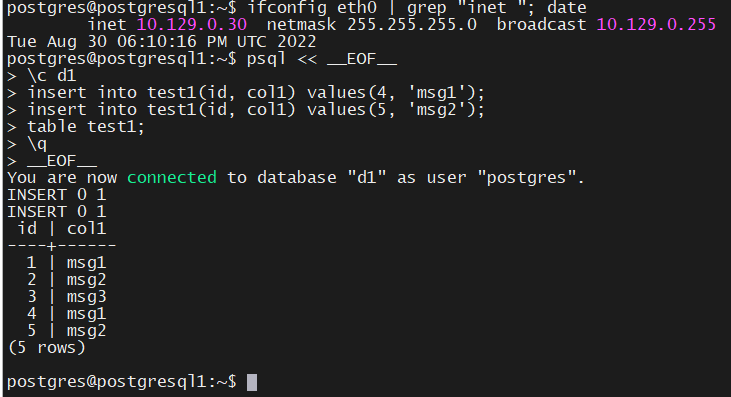 postgres@postgresql1:~$ ifconfig eth0 | grep "inet "; date
        inet 10.129.0.30  netmask 255.255.255.0  broadcast 10.129.0.255
Tue Aug 30 06:10:16 PM UTC 2022
postgres@postgresql1:~$ psql << __EOF__
> \c d1
> insert into test1(id, col1) values(4, 'msg1');
> insert into test1(id, col1) values(5, 'msg2');
> table test1;
> \q
> __EOF__
You are now connected to database "d1" as user "postgres".
INSERT 0 1
INSERT 0 1
 id | col1
----+------
  1 | msg1
  2 | msg2
  3 | msg3
  4 | msg1
  5 | msg2
(5 rows)

postgres@postgresql1:~$